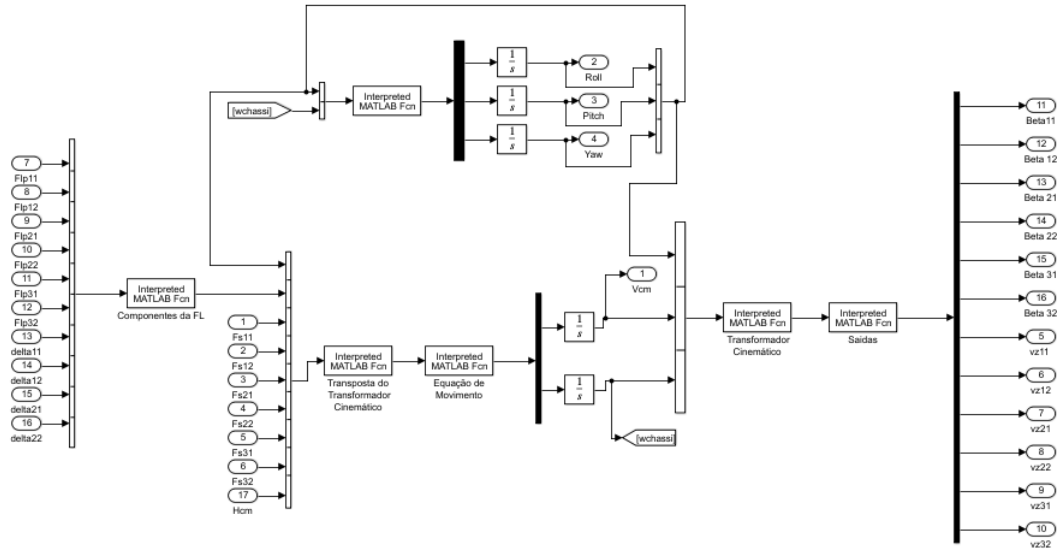 [wchassi]
Interpreted
MATLAB Fcn
1
s
1
s
1
s
2
Roll
3
Pitch
4
Yaw
7
Flp11
8
Flp12
9
Flp21
10
Flp22
11
Flp31
12
Flp32
13
delta11
14
delta12
15
delta21
16
delta22
Interpreted
MATLAB Fcn
Componentes da FL
1
Fs11
2
Fs12
3
Fs21
4
Fs22
5
Fs31
6
Fs32
17
Hcm
Interpreted
MATLAB Fcn
Transposta do
Transformador
Cinemático
Interpreted
MATLAB Fcn
Equação de
Movimento
1
s
1
s
1
Vcm
[wchassi]
Interpreted
MATLAB Fcn
Transformador
Cinemático
Interpreted
MATLAB Fcn
Saídas
11
Beta11
12
Beta 12
13
Beta 21
14
Beta 22
15
Beta 31
16
Beta 32
5
vz11
6
vz12
7
vz21
8
vz22
9
vz31
10
vz32